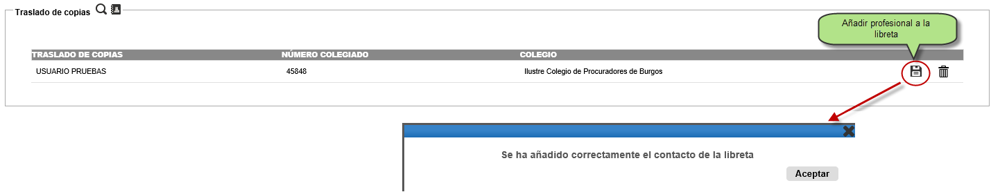 Traslado de copias
Añadir profesional a la
libreta
TRASLADO DE COPIAS NÚMERO COLEGIADO COLEGIO
USUARIO PRUEBAS 45848 Ilustre Colegio de Procuradores de Burgos
Se ha añadido correctamente el contacto de la libreta
Aceptar